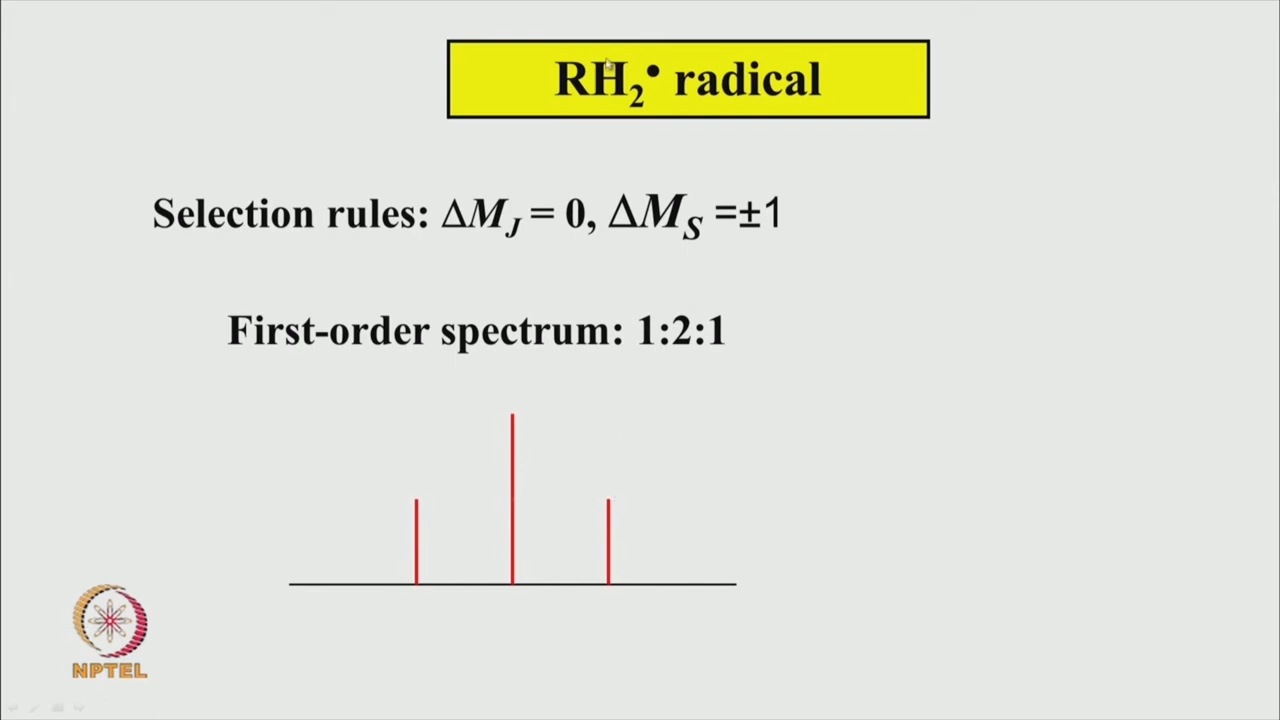 RH₂• radical
Selection rules: ΔM_J = 0, ΔM_S =±1
First-order spectrum: 1:2:1
NPTEL